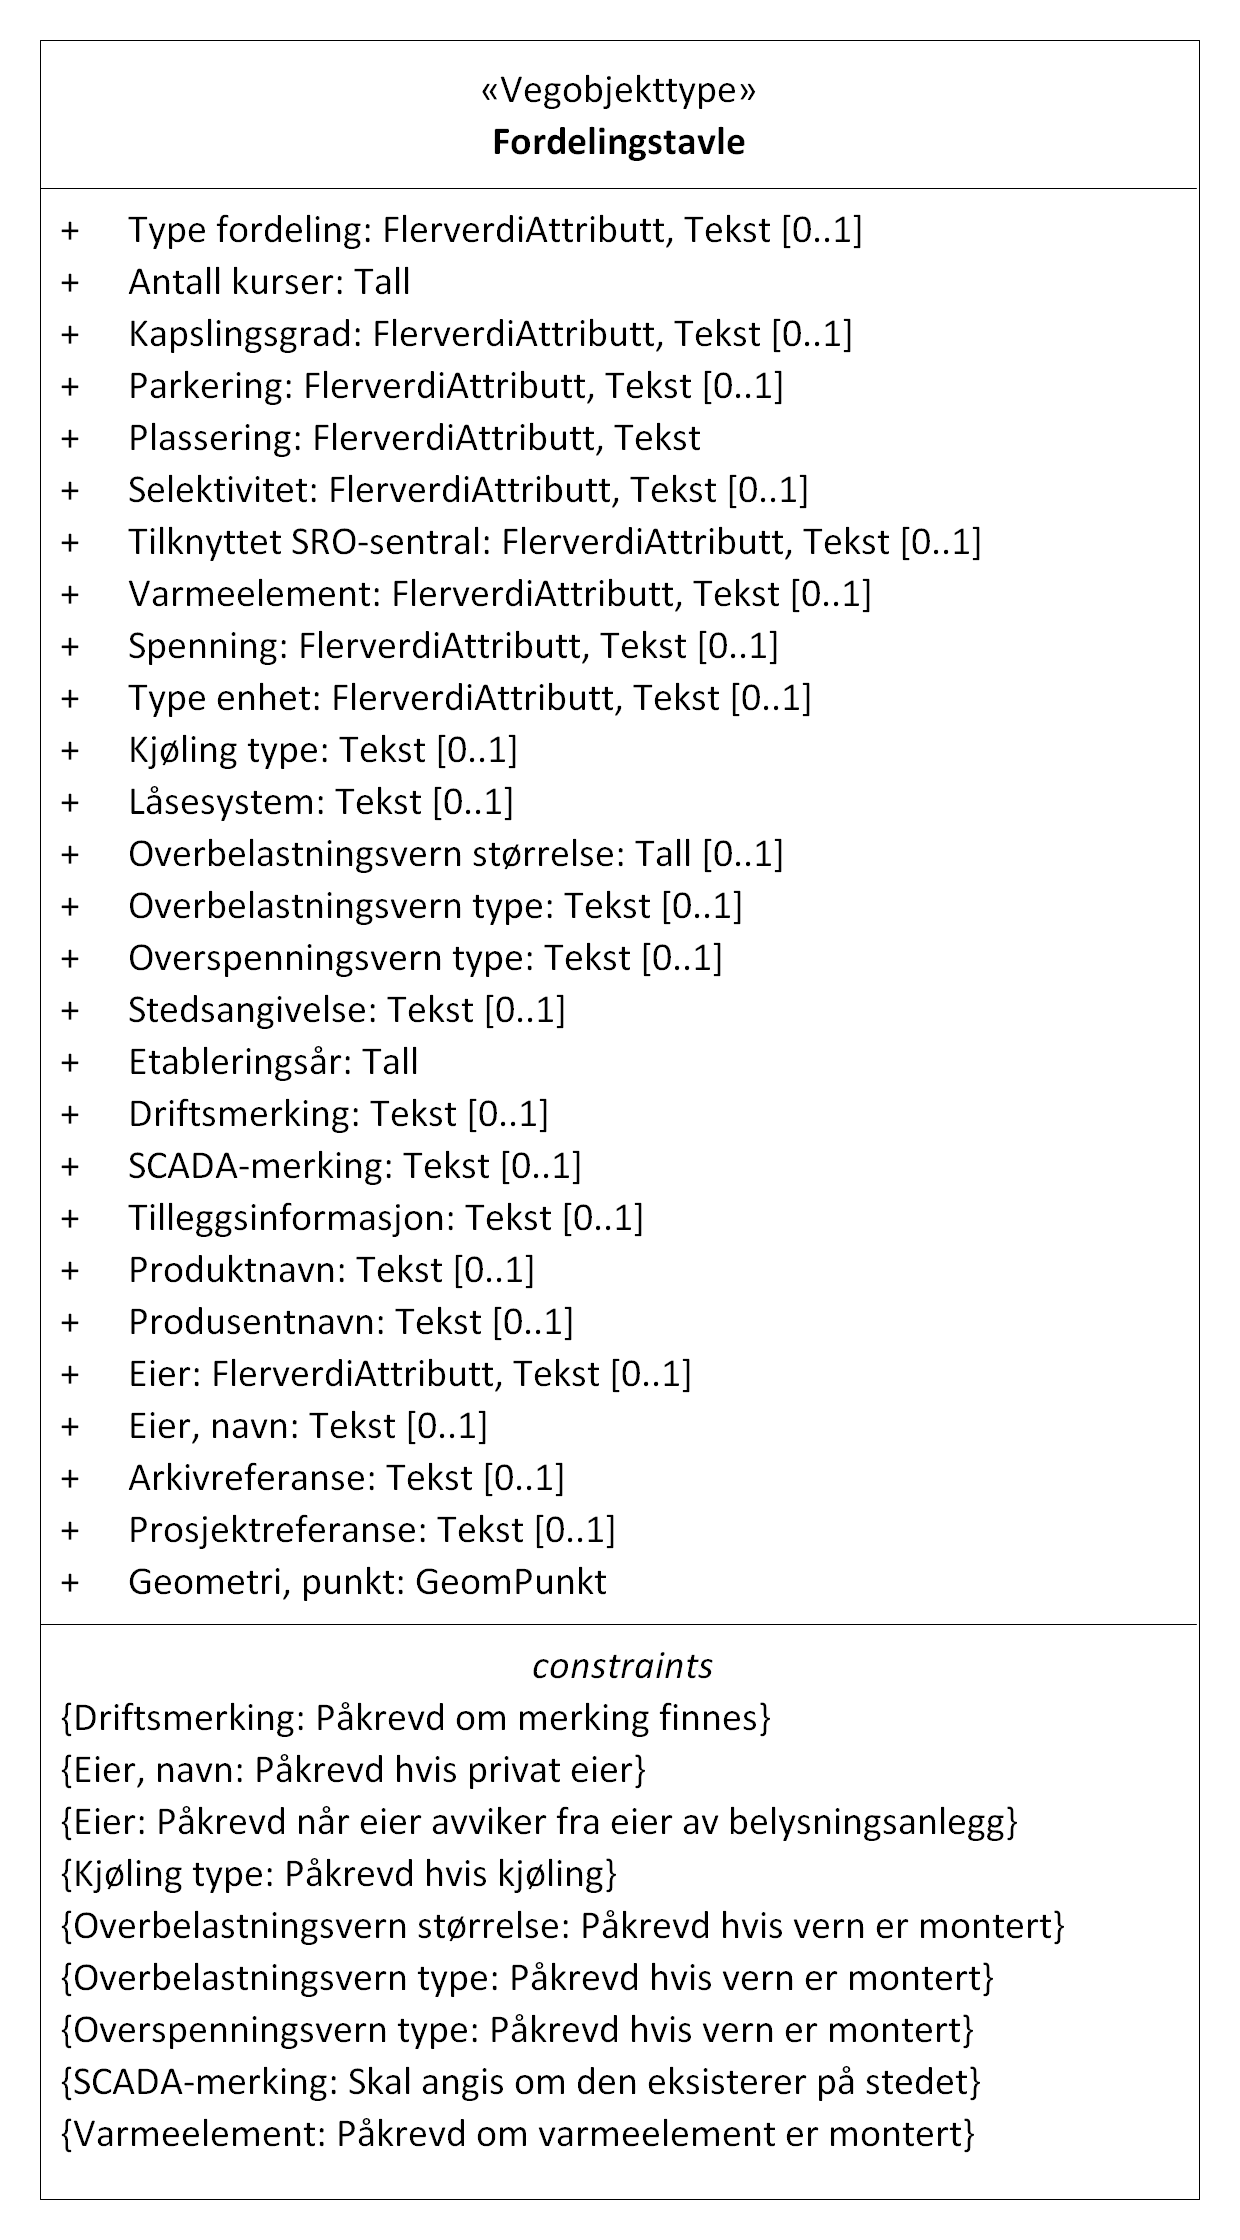 «Vegobjekttype»
Fordelingstavle
+ Type fordeling: FlerverdiAttributt, Tekst [0..1]
+ Antall kurser: Tall
+ Kapslingsgrad: FlerverdiAttributt, Tekst [0..1]
+ Parkering: FlerverdiAttributt, Tekst [0..1]
+ Plassering: FlerverdiAttributt, Tekst
+ Selektivitet: FlerverdiAttributt, Tekst [0..1]
+ Tilknyttet SRO-sentral: FlerverdiAttributt, Tekst [0..1]
+ Varmeelement: FlerverdiAttributt, Tekst [0..1]
+ Spenning: FlerverdiAttributt, Tekst [0..1]
+ Type enhet: FlerverdiAttributt, Tekst [0..1]
+ Kjøling type: Tekst [0..1]
+ Låsesystem: Tekst [0..1]
+ Overbelastningsvern størrelse: Tall [0..1]
+ Overbelastningsvern type: Tekst [0..1]
+ Overspenningsvern type: Tekst [0..1]
+ Stedsangivelse: Tekst [0..1]
+ Etableringsår: Tall
+ Driftsmerking: Tekst [0..1]
+ SCADA-merking: Tekst [0..1]
+ Tilleggsinformasjon: Tekst [0..1]
+ Produktnavn: Tekst [0..1]
+ Produsentnavn: Tekst [0..1]
+ Eier: FlerverdiAttributt, Tekst [0..1]
+ Eier, navn: Tekst [0..1]
+ Arkivreferanse: Tekst [0..1]
+ Prosjektreferanse: Tekst [0..1]
+ Geometri, punkt: GeomPunkt
constraints
{Driftsmerking: Påkrevd om merking finnes}
{Eier, navn: Påkrevd hvis privat eier}
{Eier: Påkrevd når eier avviker fra eier av belysningsanlegg}
{Kjøling type: Påkrevd hvis kjøling}
{Overbelastningsvern størrelse: Påkrevd hvis vern er montert}
{Overbelastningsvern type: Påkrevd hvis vern er montert}
{Overspenningsvern type: Påkrevd hvis vern er montert}
{SCADA-merking: Skal angis om den eksisterer på stedet}
{Varmeelement: Påkrevd om varmeelement er montert}